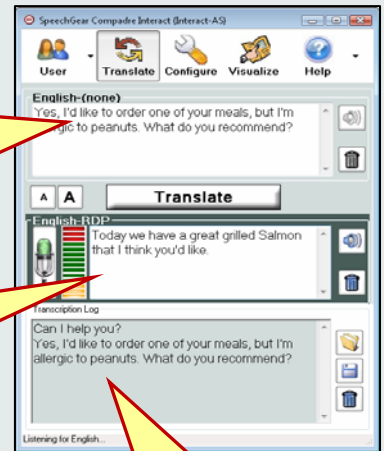 SpeechGear Compadre Interact (Interact-AS)
User Translate Configure Visualize Help
English-(none)
Yes, I'd like to order one of your meals, but I'm
allergic to peanuts. What do you recommend?
A A Translate
English-RDP
Today we have a great grilled Salmon
that I think you'd like.
Transcription Log
Can I help you?
Yes, I'd like to order one of your meals, but I'm
allergic to peanuts. What do you recommend?
Listening for English...